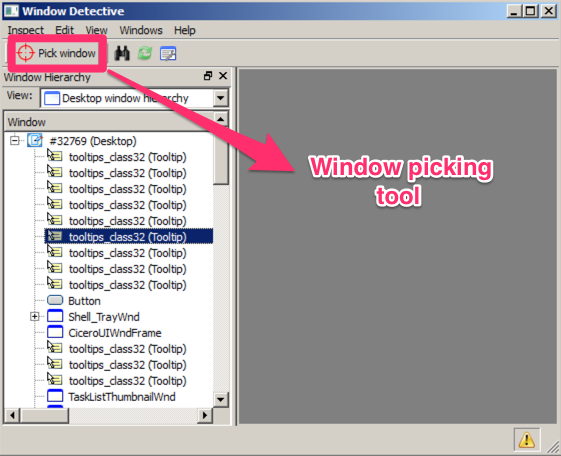 Window Detective
Inspect Edit View Windows Help
Pick window
Window Hierarchy
View: Desktop window hierarchy
Window
#32769 (Desktop)
tooltips_class32 (Tooltip)
tooltips_class32 (Tooltip)
tooltips_class32 (Tooltip)
tooltips_class32 (Tooltip)
tooltips_class32 (Tooltip)
tooltips_class32 (Tooltip)
tooltips_class32 (Tooltip)
tooltips_class32 (Tooltip)
tooltips_class32 (Tooltip)
Button
Shell_TrayWnd
CiceroUIWndFrame
tooltips_class32 (Tooltip)
tooltips_class32 (Tooltip)
tooltips_class32 (Tooltip)
TaskListThumbnailWnd
Window picking
tool